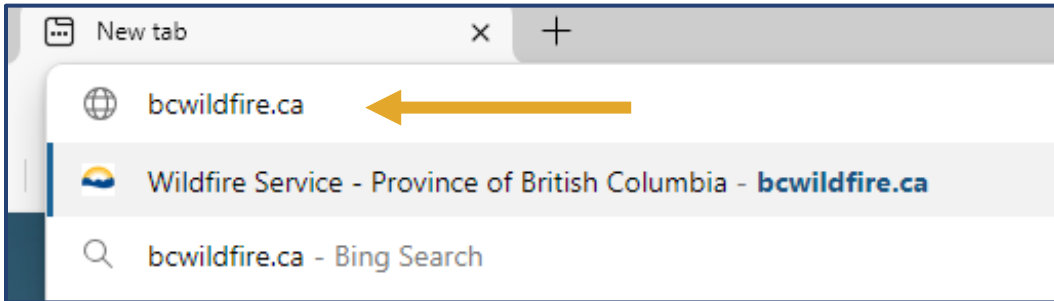 New tab
bcwildfire.ca
Wildfire Service - Province of British Columbia - bcwildfire.ca
bcwildfire.ca - Bing Search